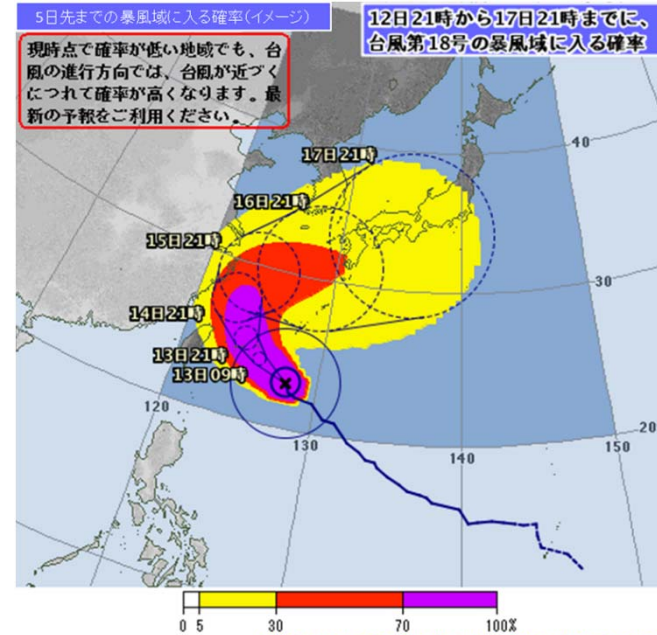 5日先までの暴風域に入る確率(イメージ)
12日21時から17日21時までに、
台風第18号の暴風域に入る確率
現時点で確率が低い地域でも、台
風の進行方向では、台風が近づく
につれて確率が高くなります。最
新の予報をご利用ください。
17日21時
40
16日21時
15日21時
30
14日21時
13日21時
13日09時
120
20
130
140
150
0 5 30 70 100%